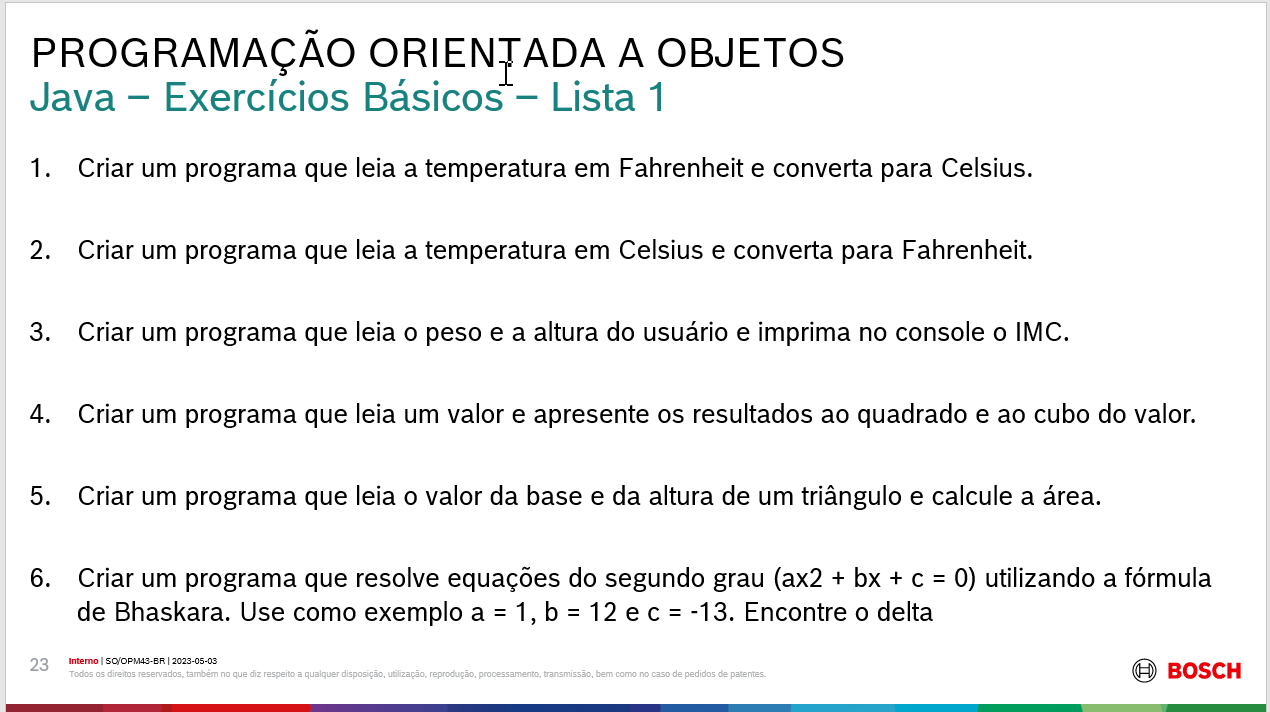 PROGRAMAÇÃO ORIENTADA A OBJETOS
Java – Exercícios Básicos – Lista 1
1. Criar um programa que leia a temperatura em Fahrenheit e converta para Celsius.
2. Criar um programa que leia a temperatura em Celsius e converta para Fahrenheit.
3. Criar um programa que leia o peso e a altura do usuário e imprima no console o IMC.
4. Criar um programa que leia um valor e apresente os resultados ao quadrado e ao cubo do valor.
5. Criar um programa que leia o valor da base e da altura de um triângulo e calcule a área.
6. Criar um programa que resolve equações do segundo grau (ax2 + bx + c = 0) utilizando a fórmula
de Bhaskara. Use como exemplo a = 1, b = 12 e c = -13. Encontre o delta
23 Interno | SO/OPM43-BR | 2023-05-03
Todos os direitos reservados, também no que diz respeito a qualquer disposição, utilização, reprodução, processamento, transmissão, bem como no caso de pedidos de patentes.
BOSCH